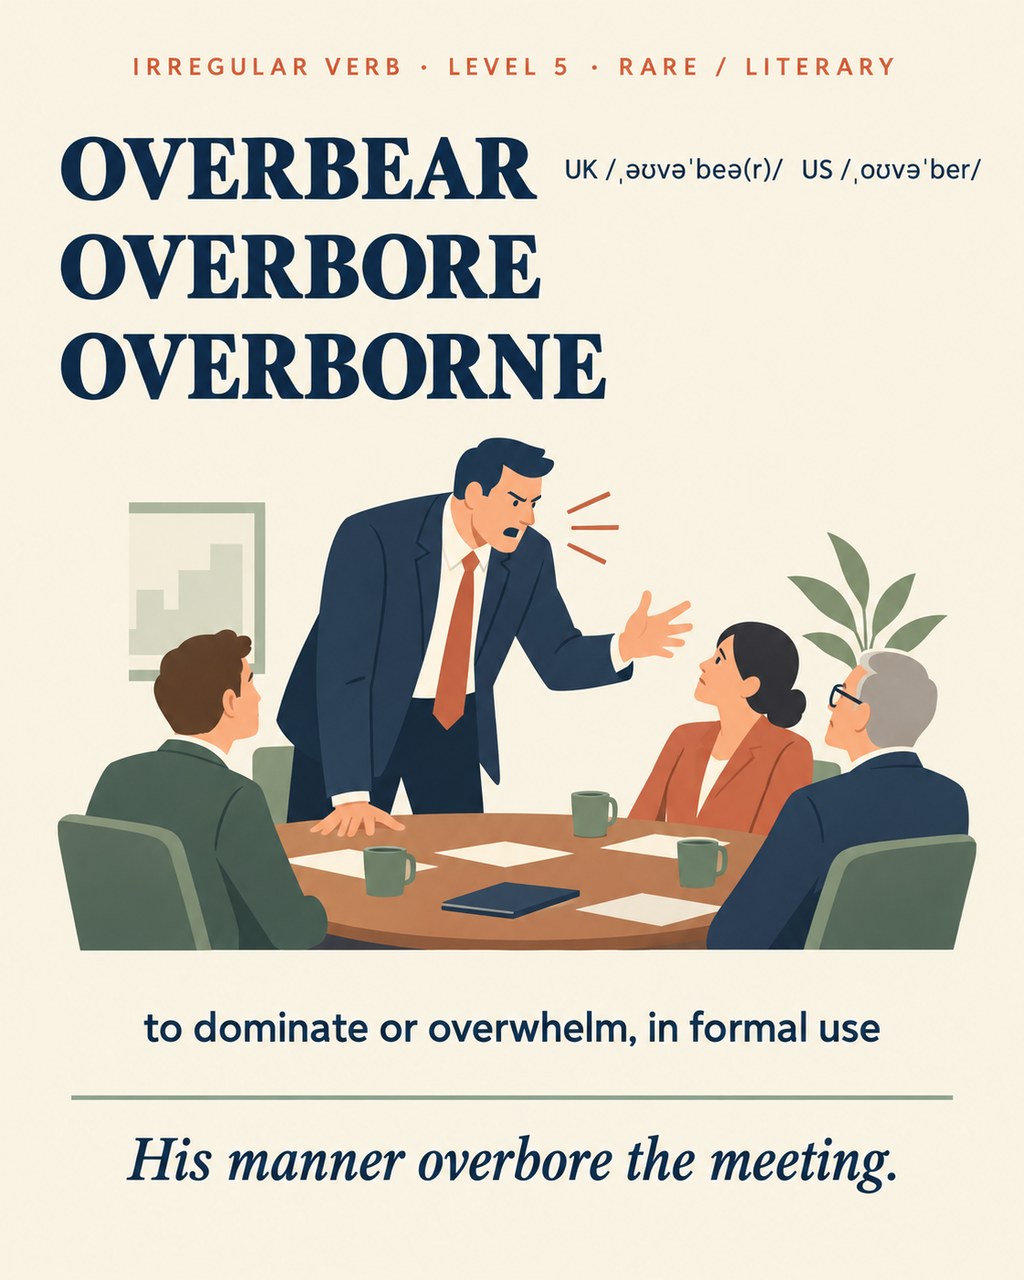 IRREGULAR VERB · LEVEL 5 · RARE / LITERARY
OVERBEAR UK /ˌəʊvəˈbeə(r)/ US /ˌoʊvəˈber/
OVERBORE
OVERBORNE
to dominate or overwhelm, in formal use
His manner overbore the meeting.